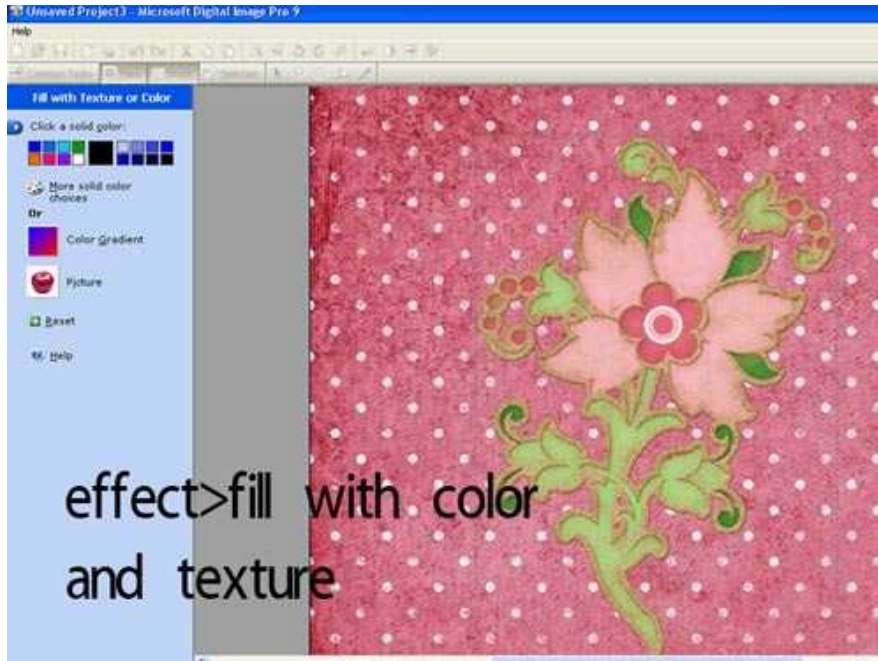 Unsaved Project3 - Microsoft Digital Image Pro 9
Help
Fill with Texture or Color
Click a solid color:
More solid color
choices
Or
Color Gradient
Picture
Reset
Help
effect>fill with color
and texture